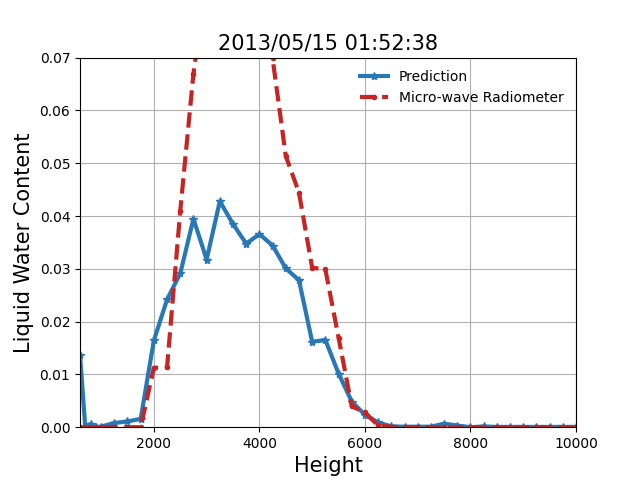 2013/05/15 01:52:38
0.07
0.06
0.05
0.04
0.03
0.02
0.01
0.00
Liquid Water Content
Prediction
Micro-wave Radiometer
2000 4000 6000 8000 10000
Height